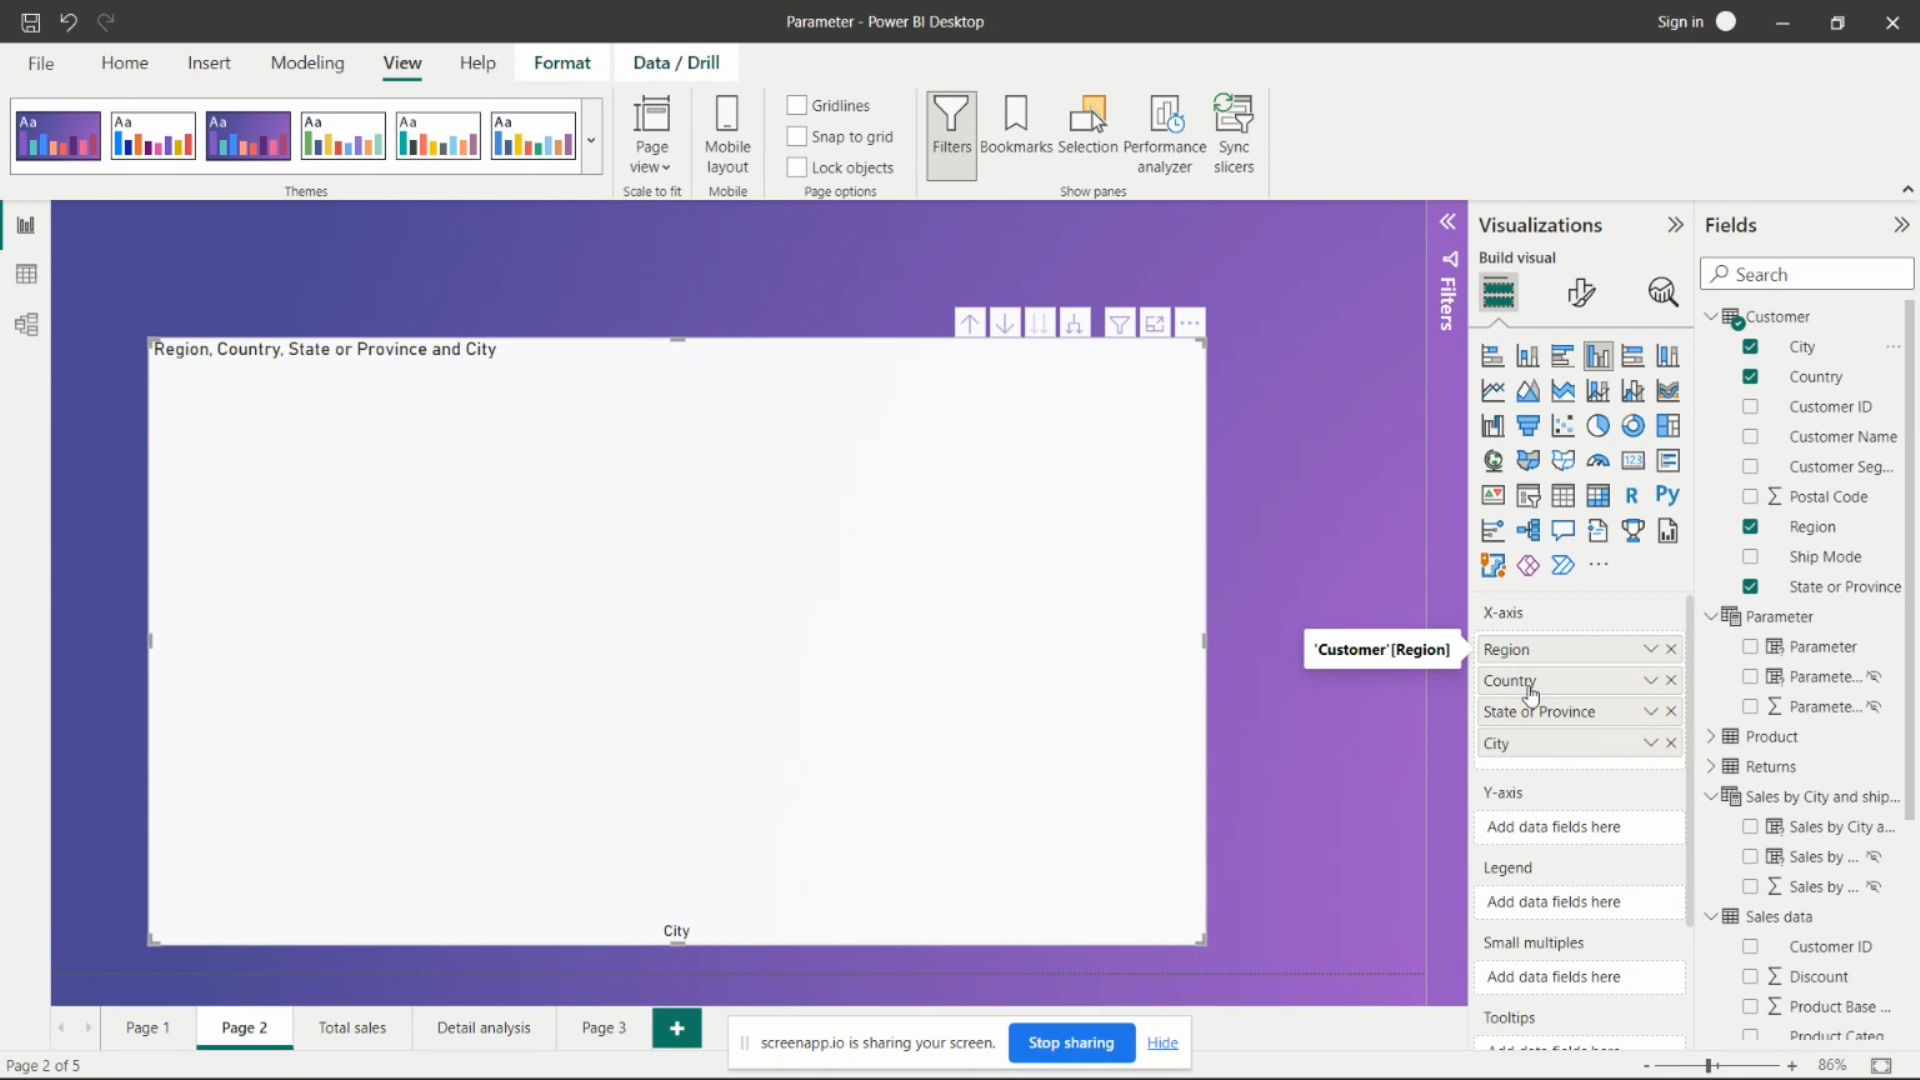 Parameter - Power BI Desktop
Sign in
File Home Insert Modeling View Help Format Data / Drill
Aa Aa Aa Aa Aa Aa
Page view
Mobile layout
Gridlines
Snap to grid
Lock objects
Filters
Bookmarks
Selection
Performance analyzer
Sync slicers
Themes
Scale to fit
Mobile
Page options
Show panes
Region, Country, State or Province and City
City
Filters
Visualizations
Build visual
123
R
Py
X-axis
'Customer'[Region]
Region
Country
State or Province
City
Y-axis
Add data fields here
Legend
Add data fields here
Small multiples
Add data fields here
Tooltips
Fields
Search
Customer
City
Country
Customer ID
Customer Name
Customer Seg...
Postal Code
Region
Ship Mode
State or Province
Parameter
Parameter
Paramete...
Paramete...
Product
Returns
Sales by City and ship...
Sales by City a...
Sales by ...
Sales by ...
Sales data
Customer ID
Discount
Product Base ...
Product Categ
Page 1
Page 2
Total sales
Detail analysis
Page 3
+
screenapp.io is sharing your screen.
Stop sharing
Hide
Page 2 of 5
- + 86%